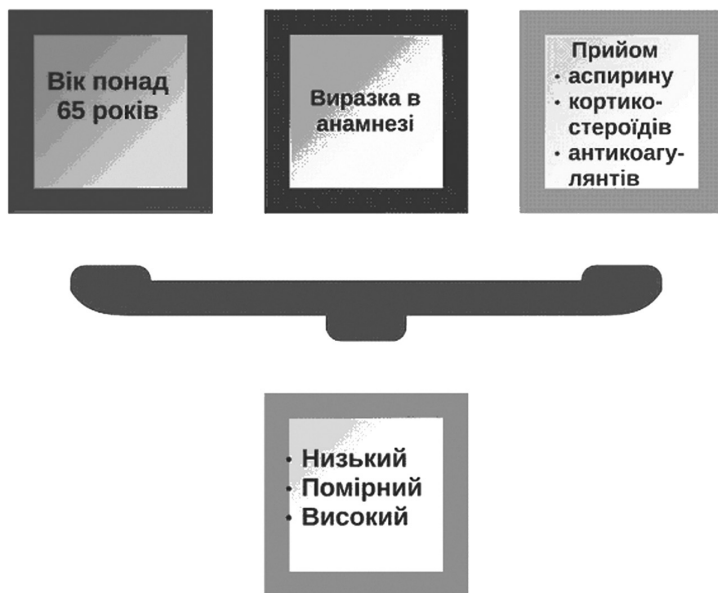 Вік понад
65 років
Виразка в
анамнезі
Прийом
• аспирину
• кортико-
стероїдів
• антикоагу-
лянтів
• Низький
• Помірний
• Високий